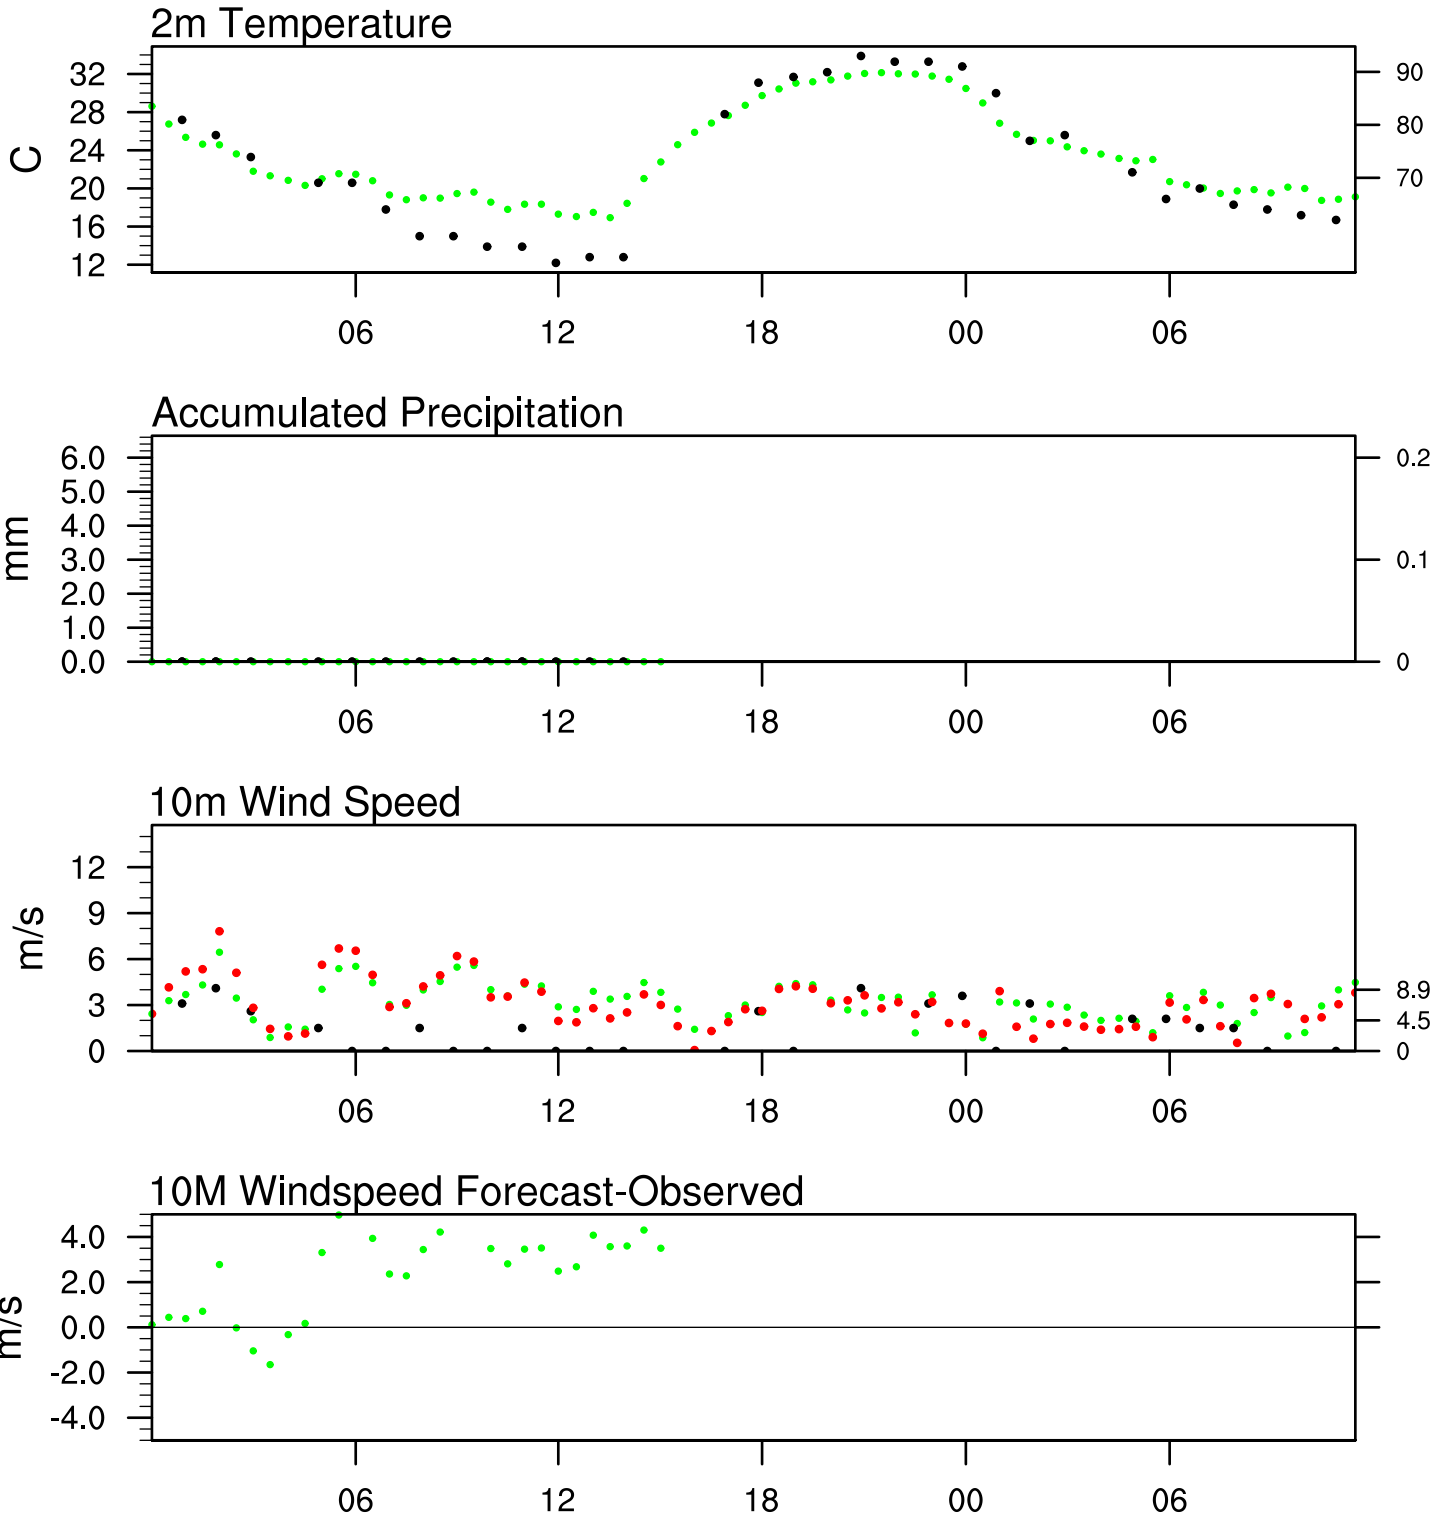 2m Temperature
C
32
28
24
20
16
12
90
80
70
06 12 18 00 06
Accumulated Precipitation
mm
6.0
5.0
4.0
3.0
2.0
1.0
0.0
0.2
0.1
0
06 12 18 00 06
10m Wind Speed
m/s
12
9
6
3
0
8.9
4.5
0
06 12 18 00 06
10M Windspeed Forecast-Observed
m/s
4.0
2.0
0.0
-2.0
-4.0
06 12 18 00 06